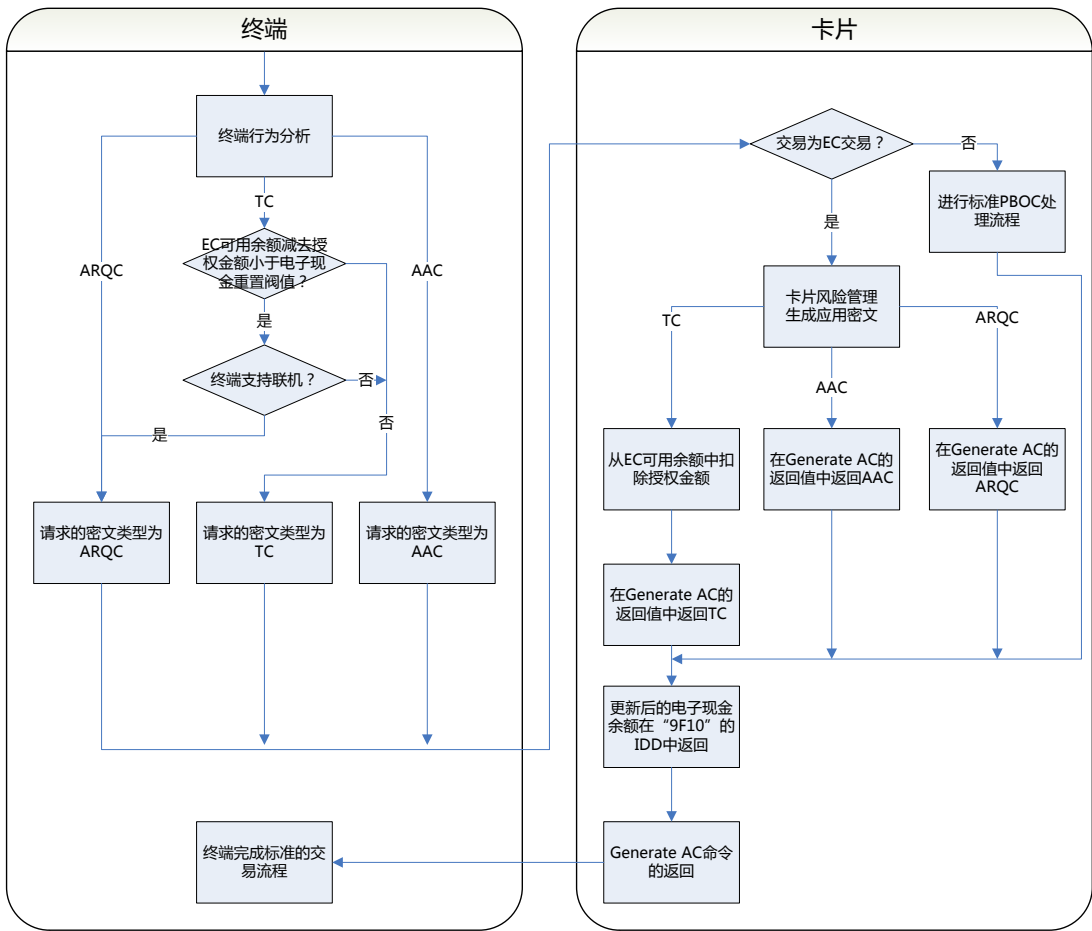 终端
终端行为分析
TC
ARQC
AAC
EC可用余额减去授
权金额小于电子现
金重置阀值？
是
终端支持联机？
否
否
是
请求的密文类型为
ARQC
请求的密文类型为
TC
请求的密文类型为
AAC
终端完成标准的交
易流程
卡片
交易为EC交易？
否
进行标准PBOC处
理流程
是
卡片风险管理
生成应用密文
TC
ARQC
AAC
从EC可用余额中扣
除授权金额
在Generate AC的
返回值中返回AAC
在Generate AC的
返回值中返回
ARQC
在Generate AC的
返回值中返回TC
更新后的电子现金
余额在“9F10”的
IDD中返回
Generate AC命令
的返回